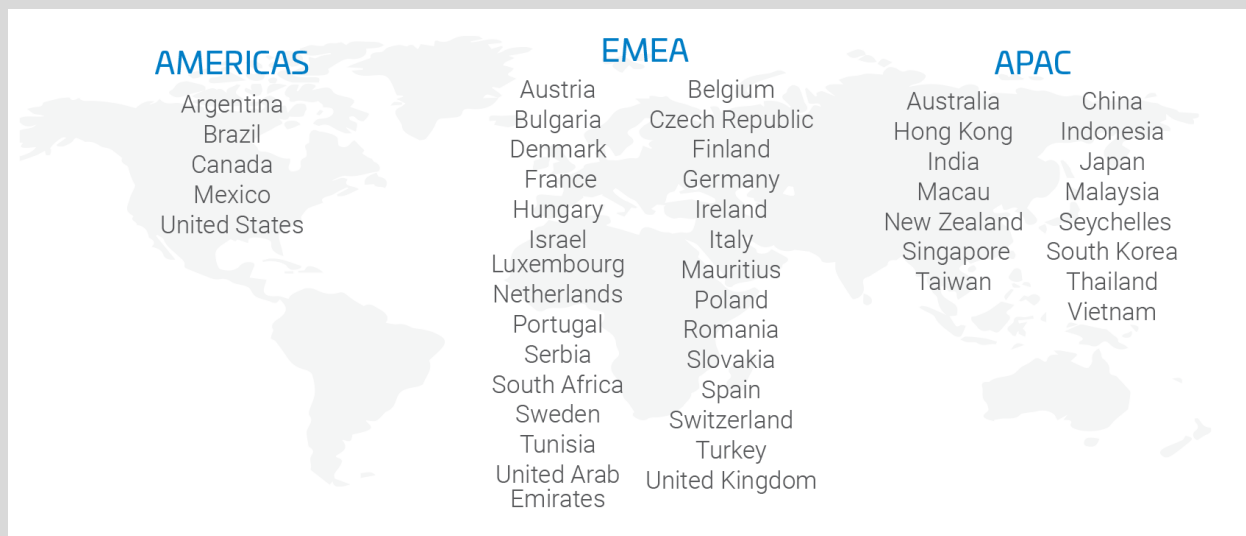 AMERICAS
Argentina
Brazil
Canada
Mexico
United States
EMEA
Austria
Bulgaria
Denmark
France
Hungary
Israel
Luxembourg
Netherlands
Portugal
Serbia
South Africa
Sweden
Tunisia
United Arab
Emirates
Belgium
Czech Republic
Finland
Germany
Ireland
Italy
Mauritius
Poland
Romania
Slovakia
Spain
Switzerland
Turkey
United Kingdom
APAC
Australia
Hong Kong
India
Macau
New Zealand
Singapore
Taiwan
China
Indonesia
Japan
Malaysia
Seychelles
South Korea
Thailand
Vietnam